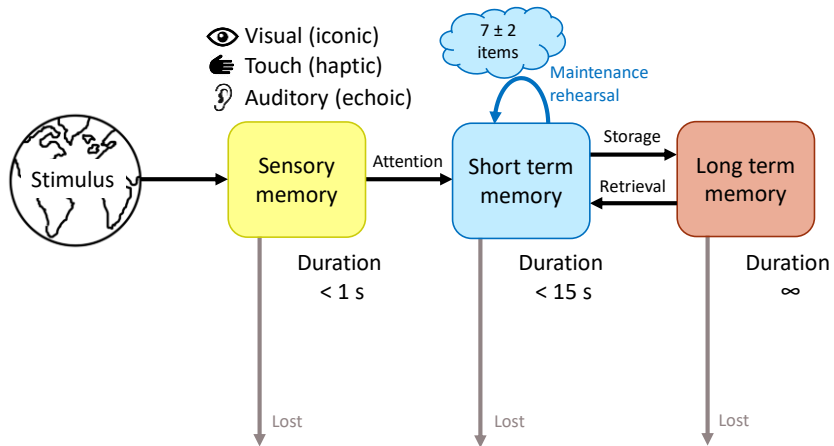 Visual (iconic)
Touch (haptic)
Auditory (echoic)
7 ± 2
items
Maintenance
rehearsal
Stimulus
Sensory
memory
Attention
Short term
memory
Storage
Retrieval
Long term
memory
Duration
< 1 s
Duration
< 15 s
Duration
∞
Lost
Lost
Lost